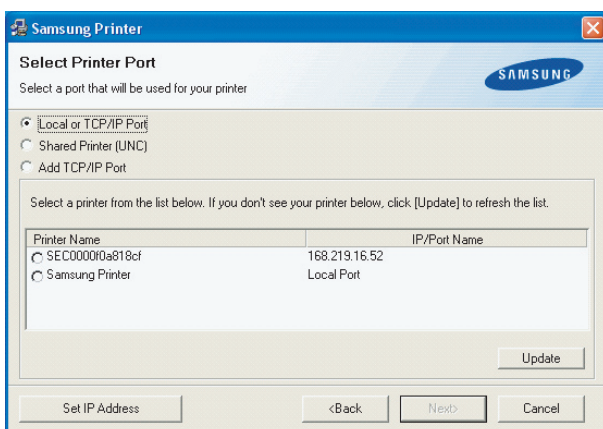 Samsung Printer
Select Printer Port
Select a port that will be used for your printer
SAMSUNG
Local or TCP/IP Port
Shared Printer (UNC)
Add TCP/IP Port
Select a printer from the list below. If you don't see your printer below, click [Update] to refresh the list.
Printer Name IP/Port Name
SEC0000f0a818cf 168.219.16.52
Samsung Printer Local Port
Update
Set IP Address <Back Next> Cancel